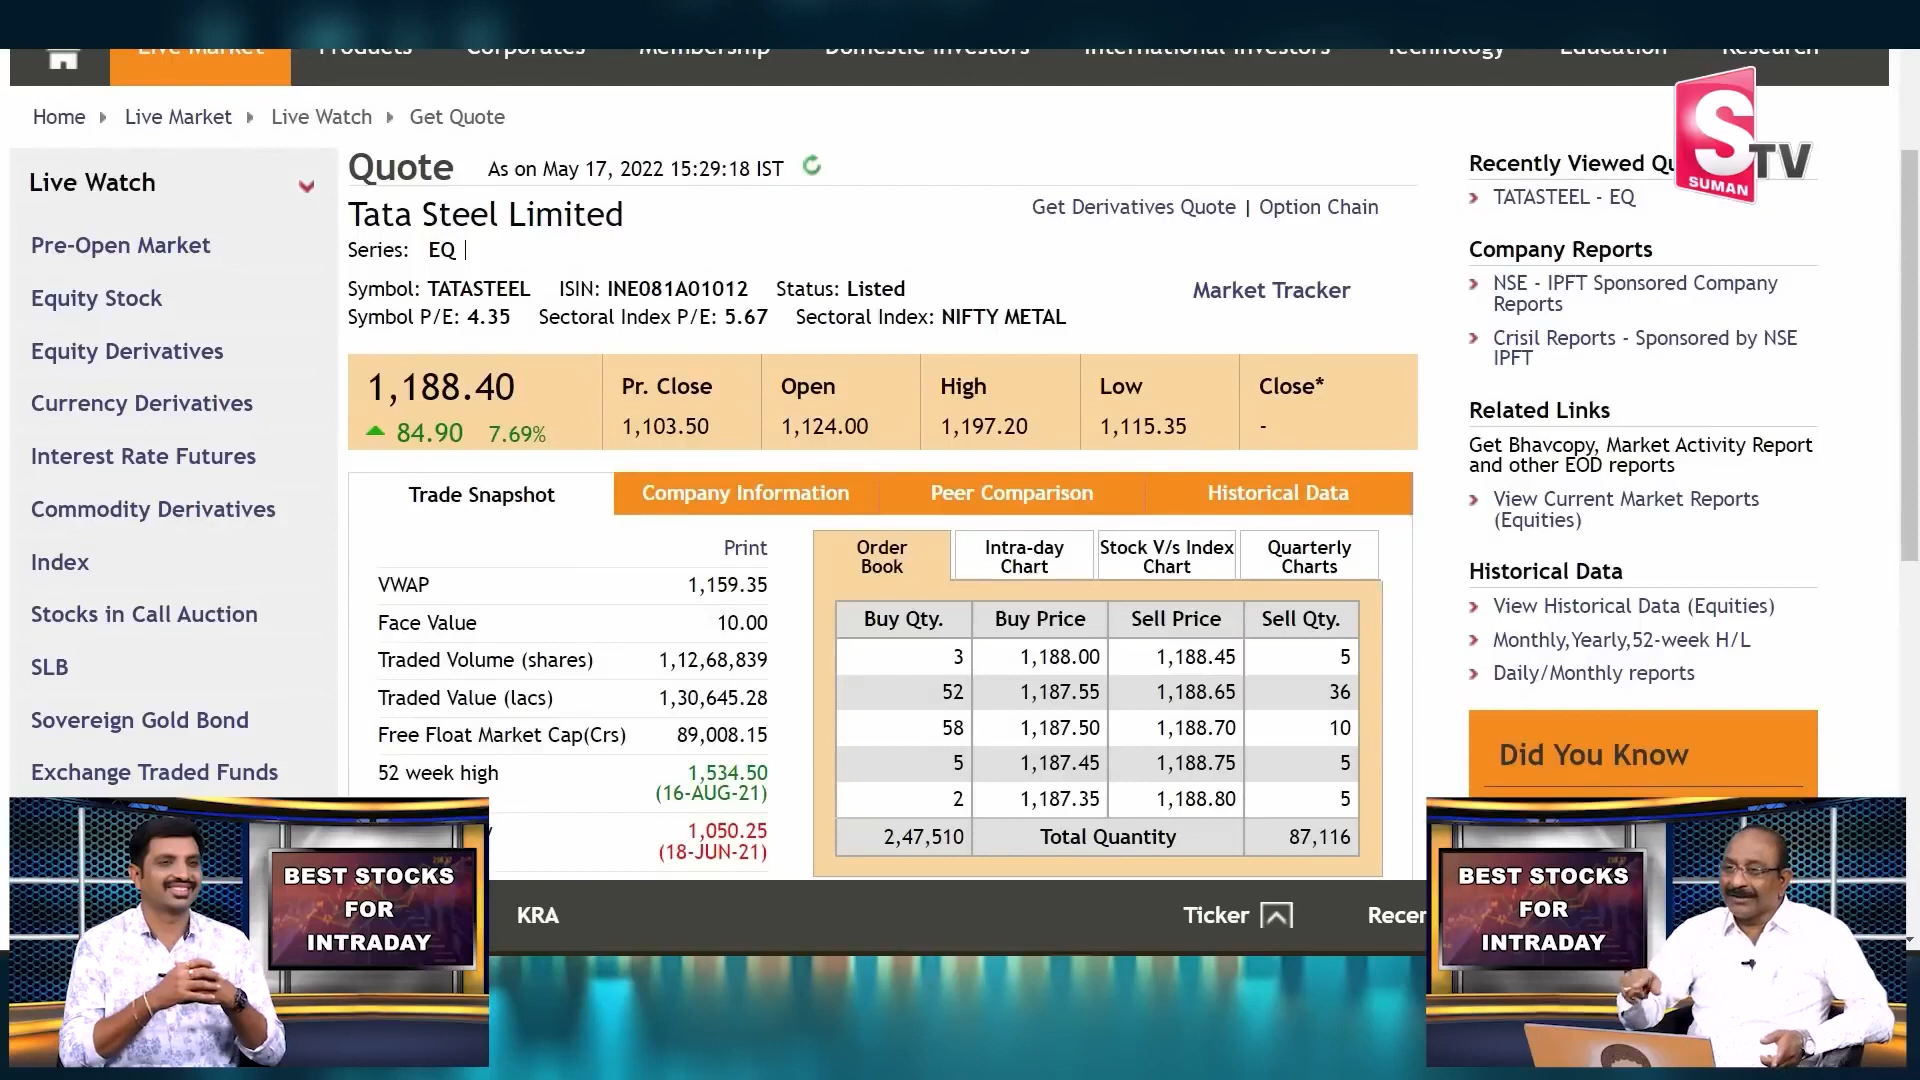 Live Market Products Corporates Membership Domestic Investors International Investors Technology Education Research
S
TV
SUMAN
Home Live Market Live Watch Get Quote
Live Watch
Pre-Open Market
Equity Stock
Equity Derivatives
Currency Derivatives
Interest Rate Futures
Commodity Derivatives
Index
Stocks in Call Auction
SLB
Sovereign Gold Bond
Exchange Traded Funds
Quote As on May 17, 2022 15:29:18 IST
Tata Steel Limited
Get Derivatives Quote | Option Chain
Series: EQ |
Symbol: TATASTEEL ISIN: INE081A01012 Status: Listed
Market Tracker
Symbol P/E: 4.35 Sectoral Index P/E: 5.67 Sectoral Index: NIFTY METAL
1,188.40 Pr. Close Open High Low Close*
84.90 7.69% 1,103.50 1,124.00 1,197.20 1,115.35 -
Trade Snapshot Company Information Peer Comparison Historical Data
Print
VWAP 1,159.35
Face Value 10.00
Traded Volume (shares) 1,12,68,839
Traded Value (lacs) 1,30,645.28
Free Float Market Cap(Crs) 89,008.15
52 week high 1,534.50
(16-AUG-21)
1,050.25
(18-JUN-21)
Order Book Intra-day Chart Stock V/s Index Chart Quarterly Charts
Buy Qty. Buy Price Sell Price Sell Qty.
3 1,188.00 1,188.45 5
52 1,187.55 1,188.65 36
58 1,187.50 1,188.70 10
5 1,187.45 1,188.75 5
2 1,187.35 1,188.80 5
2,47,510 Total Quantity 87,116
Recently Viewed Qu
TATASTEEL - EQ
Company Reports
NSE - IPFT Sponsored Company
Reports
Crisil Reports - Sponsored by NSE
IPFT
Related Links
Get Bhavcopy, Market Activity Report
and other EOD reports
View Current Market Reports
(Equities)
Historical Data
View Historical Data (Equities)
Monthly,Yearly,52-week H/L
Daily/Monthly reports
Did You Know
KRA Ticker Recer
BEST STOCKS
FOR
INTRADAY
BEST STOCKS
FOR
INTRADAY